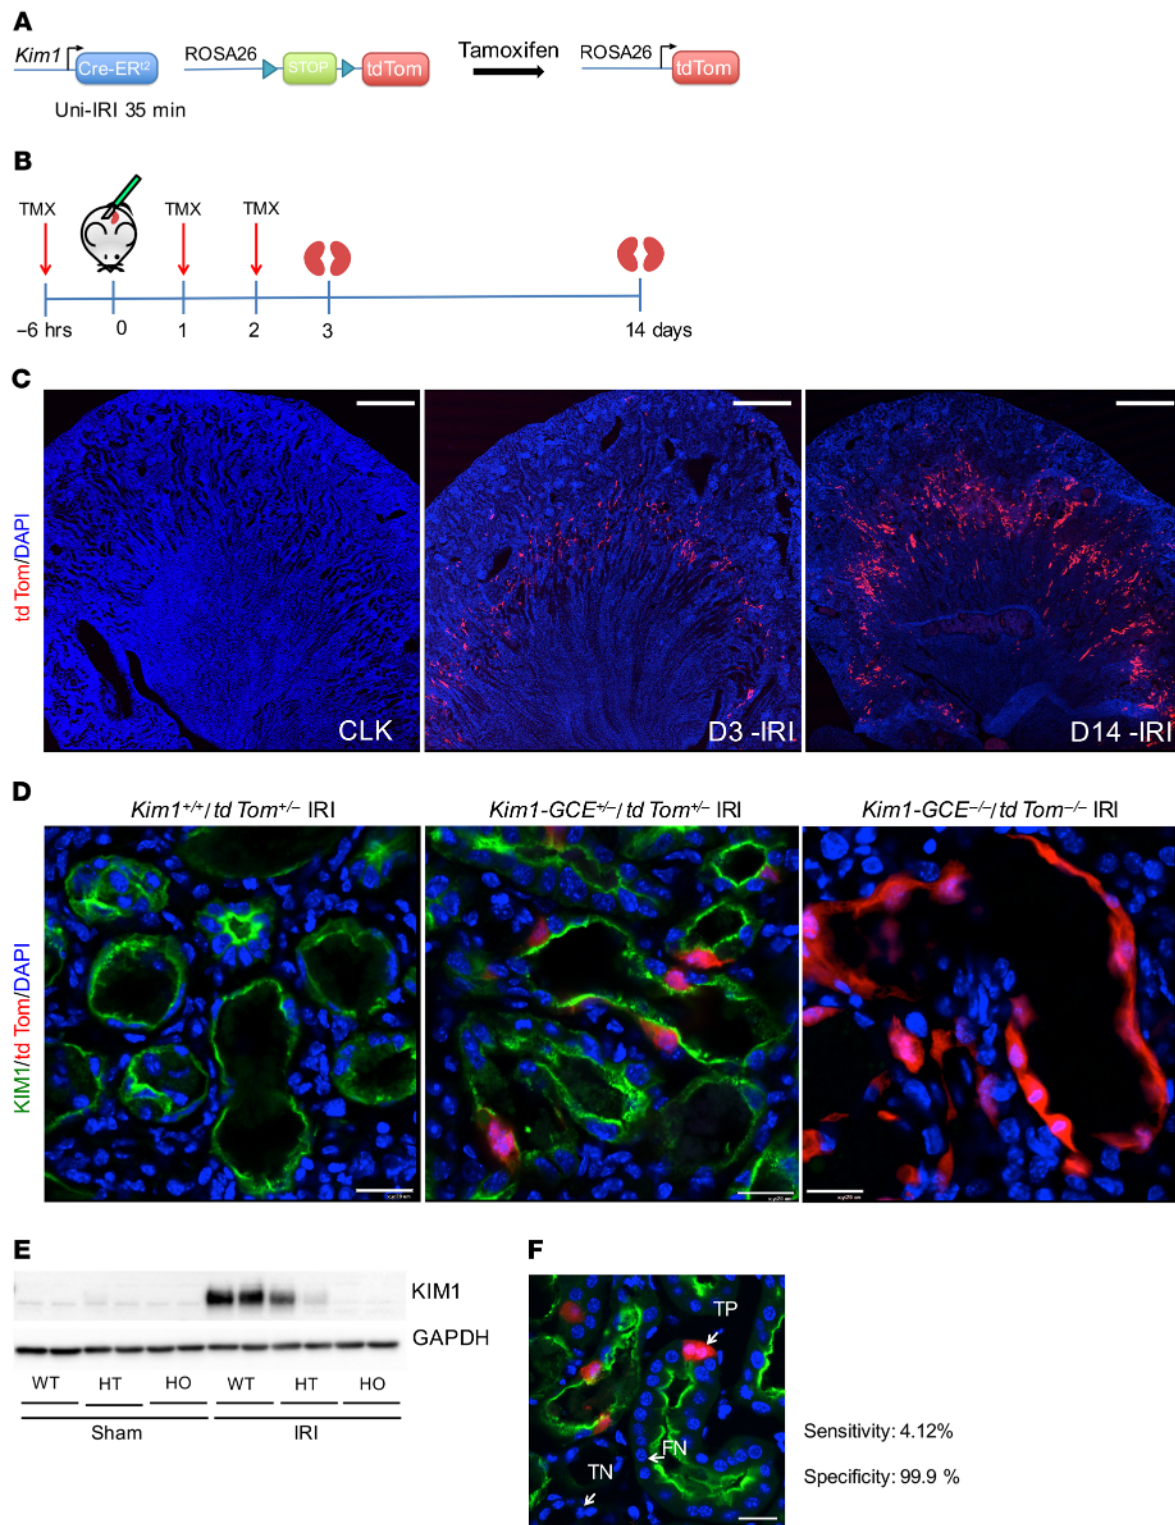 A
Kim1 Cre-ERt2 ROSA26 STOP tdTom Tamoxifen ROSA26 tdTom
Uni-IRI 35 min
B
TMX TMX TMX
–6 hrs 0 1 2 3 14 days
C
td Tom/DAPI
CLK D3 -IRI D14 -IRI
D
Kim1+/+/td Tom+/– IRI Kim1-GCE+/–/td Tom+/– IRI Kim1-GCE–/–/td Tom–/– IRI
KIM1/td Tom/DAPI
E
KIM1
GAPDH
WT HT HO WT HT HO
Sham IRI
F
TP
FN
TN
Sensitivity: 4.12%
Specificity: 99.9 %